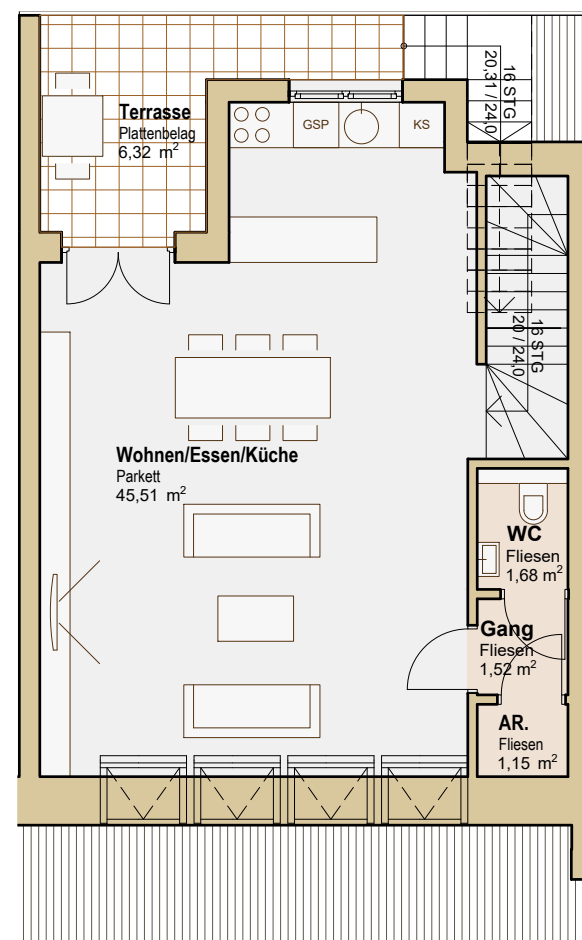 16 STG
20,31 / 24,0
Terrasse
Plattenbelag
6,32 m²
GSP
KS
16 STG
20 / 24,0
Wohnen/Essen/Küche
Parkett
45,51 m²
WC
Fliesen
1,68 m²
Gang
Fliesen
1,52 m²
AR.
Fliesen
1,15 m²